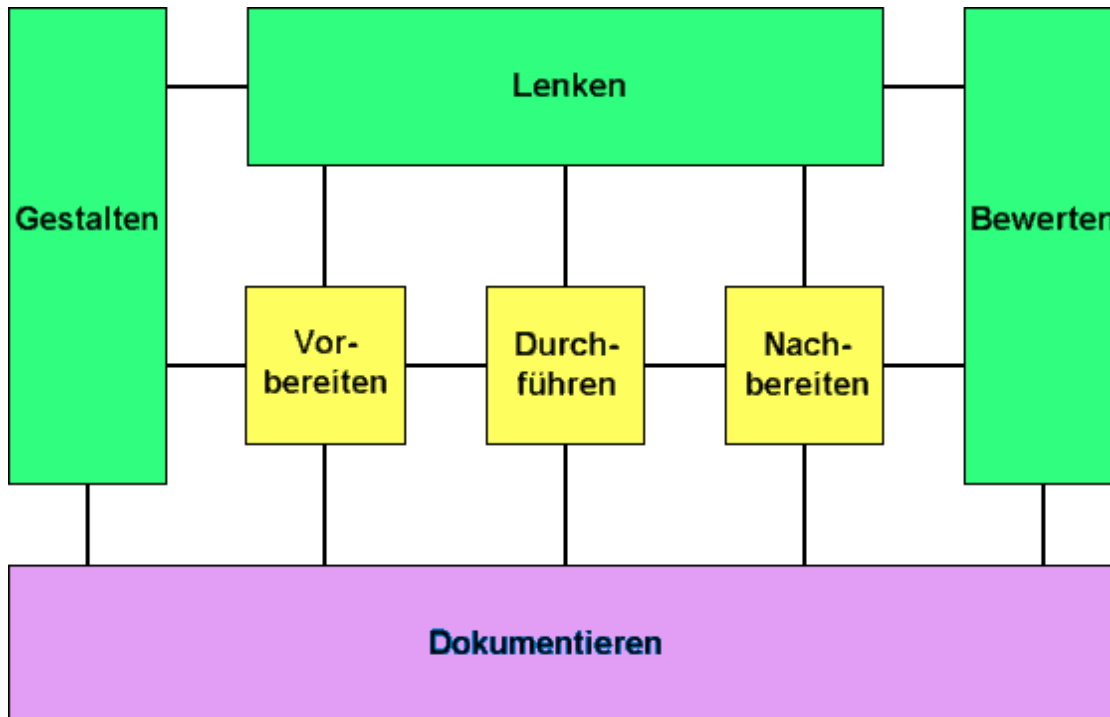 Lenken
Gestalten
Bewerten
Vor-
bereiten
Durch-
führen
Nach-
bereiten
Dokumentieren